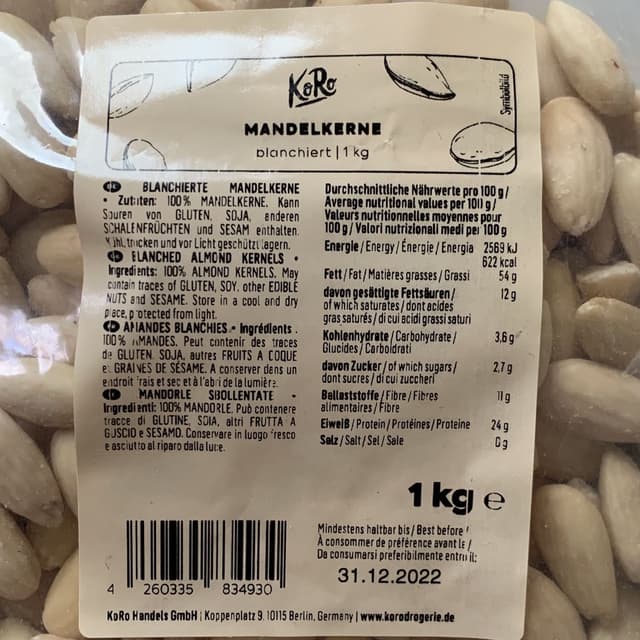 KoRo
Symbolbild
MANDELKERNE
blanchiert | 1 kg
BLANCHIERTE MANDELKERNE
• Zutaten: 100% MANDELKERNE. Kann
Spuren von GLUTEN, SOJA, anderen
SCHALENFRÜCHTEN und SESAM enthalten.
Kühl, trocken und vor Licht geschützt lagern.
BLANCHED ALMOND KERNELS •
Ingredients: 100% ALMOND KERNELS. May
contain traces of GLUTEN, SOY, other EDIBLE
NUTS and SESAME. Store in a cool and dry
place, protected from light.
AMANDES BLANCHIES • Ingrédients :
100% AMANDES. Peut contenir des traces
de GLUTEN, SOJA, autres FRUITS A COQUE
et GRAINES DE SÉSAME. A conserver dans un
endroit frais et sec et à l'abri de la lumière.
MANDORLE SBOLLENTATE •
Ingredienti: 100% MANDORLE. Può contenere
tracce di GLUTINE, SOIA, altri FRUTTA A
GUSCIO e SESAMO. Conservare in luogo fresco
e asciutto al riparo dalla luce.
Durchschnittliche Nährwerte pro 100 g /
Average nutritional values per 100 g /
Valeurs nutritionnelles moyennes pour
100 g / Valori nutrizionali medi per 100 g
Energie / Energy / Énergie / Energia 2569 kJ
622 kcal
Fett / Fat / Matières grasses / Grassi 54 g
davon gesättigte Fettsäuren / 12 g
of which saturates / dont acides
gras saturés / di cui acidi grassi saturi
Kohlenhydrate / Carbohydrate / 3,6 g
Glucides / Carboidrati
davon Zucker / of which sugars / 2,7 g
dont sucres / di cui zuccheri
Ballaststoffe / Fibre / Fibres 11 g
alimentaires / Fibre
Eiweiß / Protein / Protéines / Proteine 24 g
Salz / Salt / Sel / Sale 0 g
1 kg e
Mindestens haltbar bis / Best before /
À consommer de préférence avant le /
Da consumarsi preferibilmente entro il:
31.12.2022
4 260335 834930
KoRo Handels GmbH | Koppenplatz 9, 10115 Berlin, Germany | www.korodrogerie.de